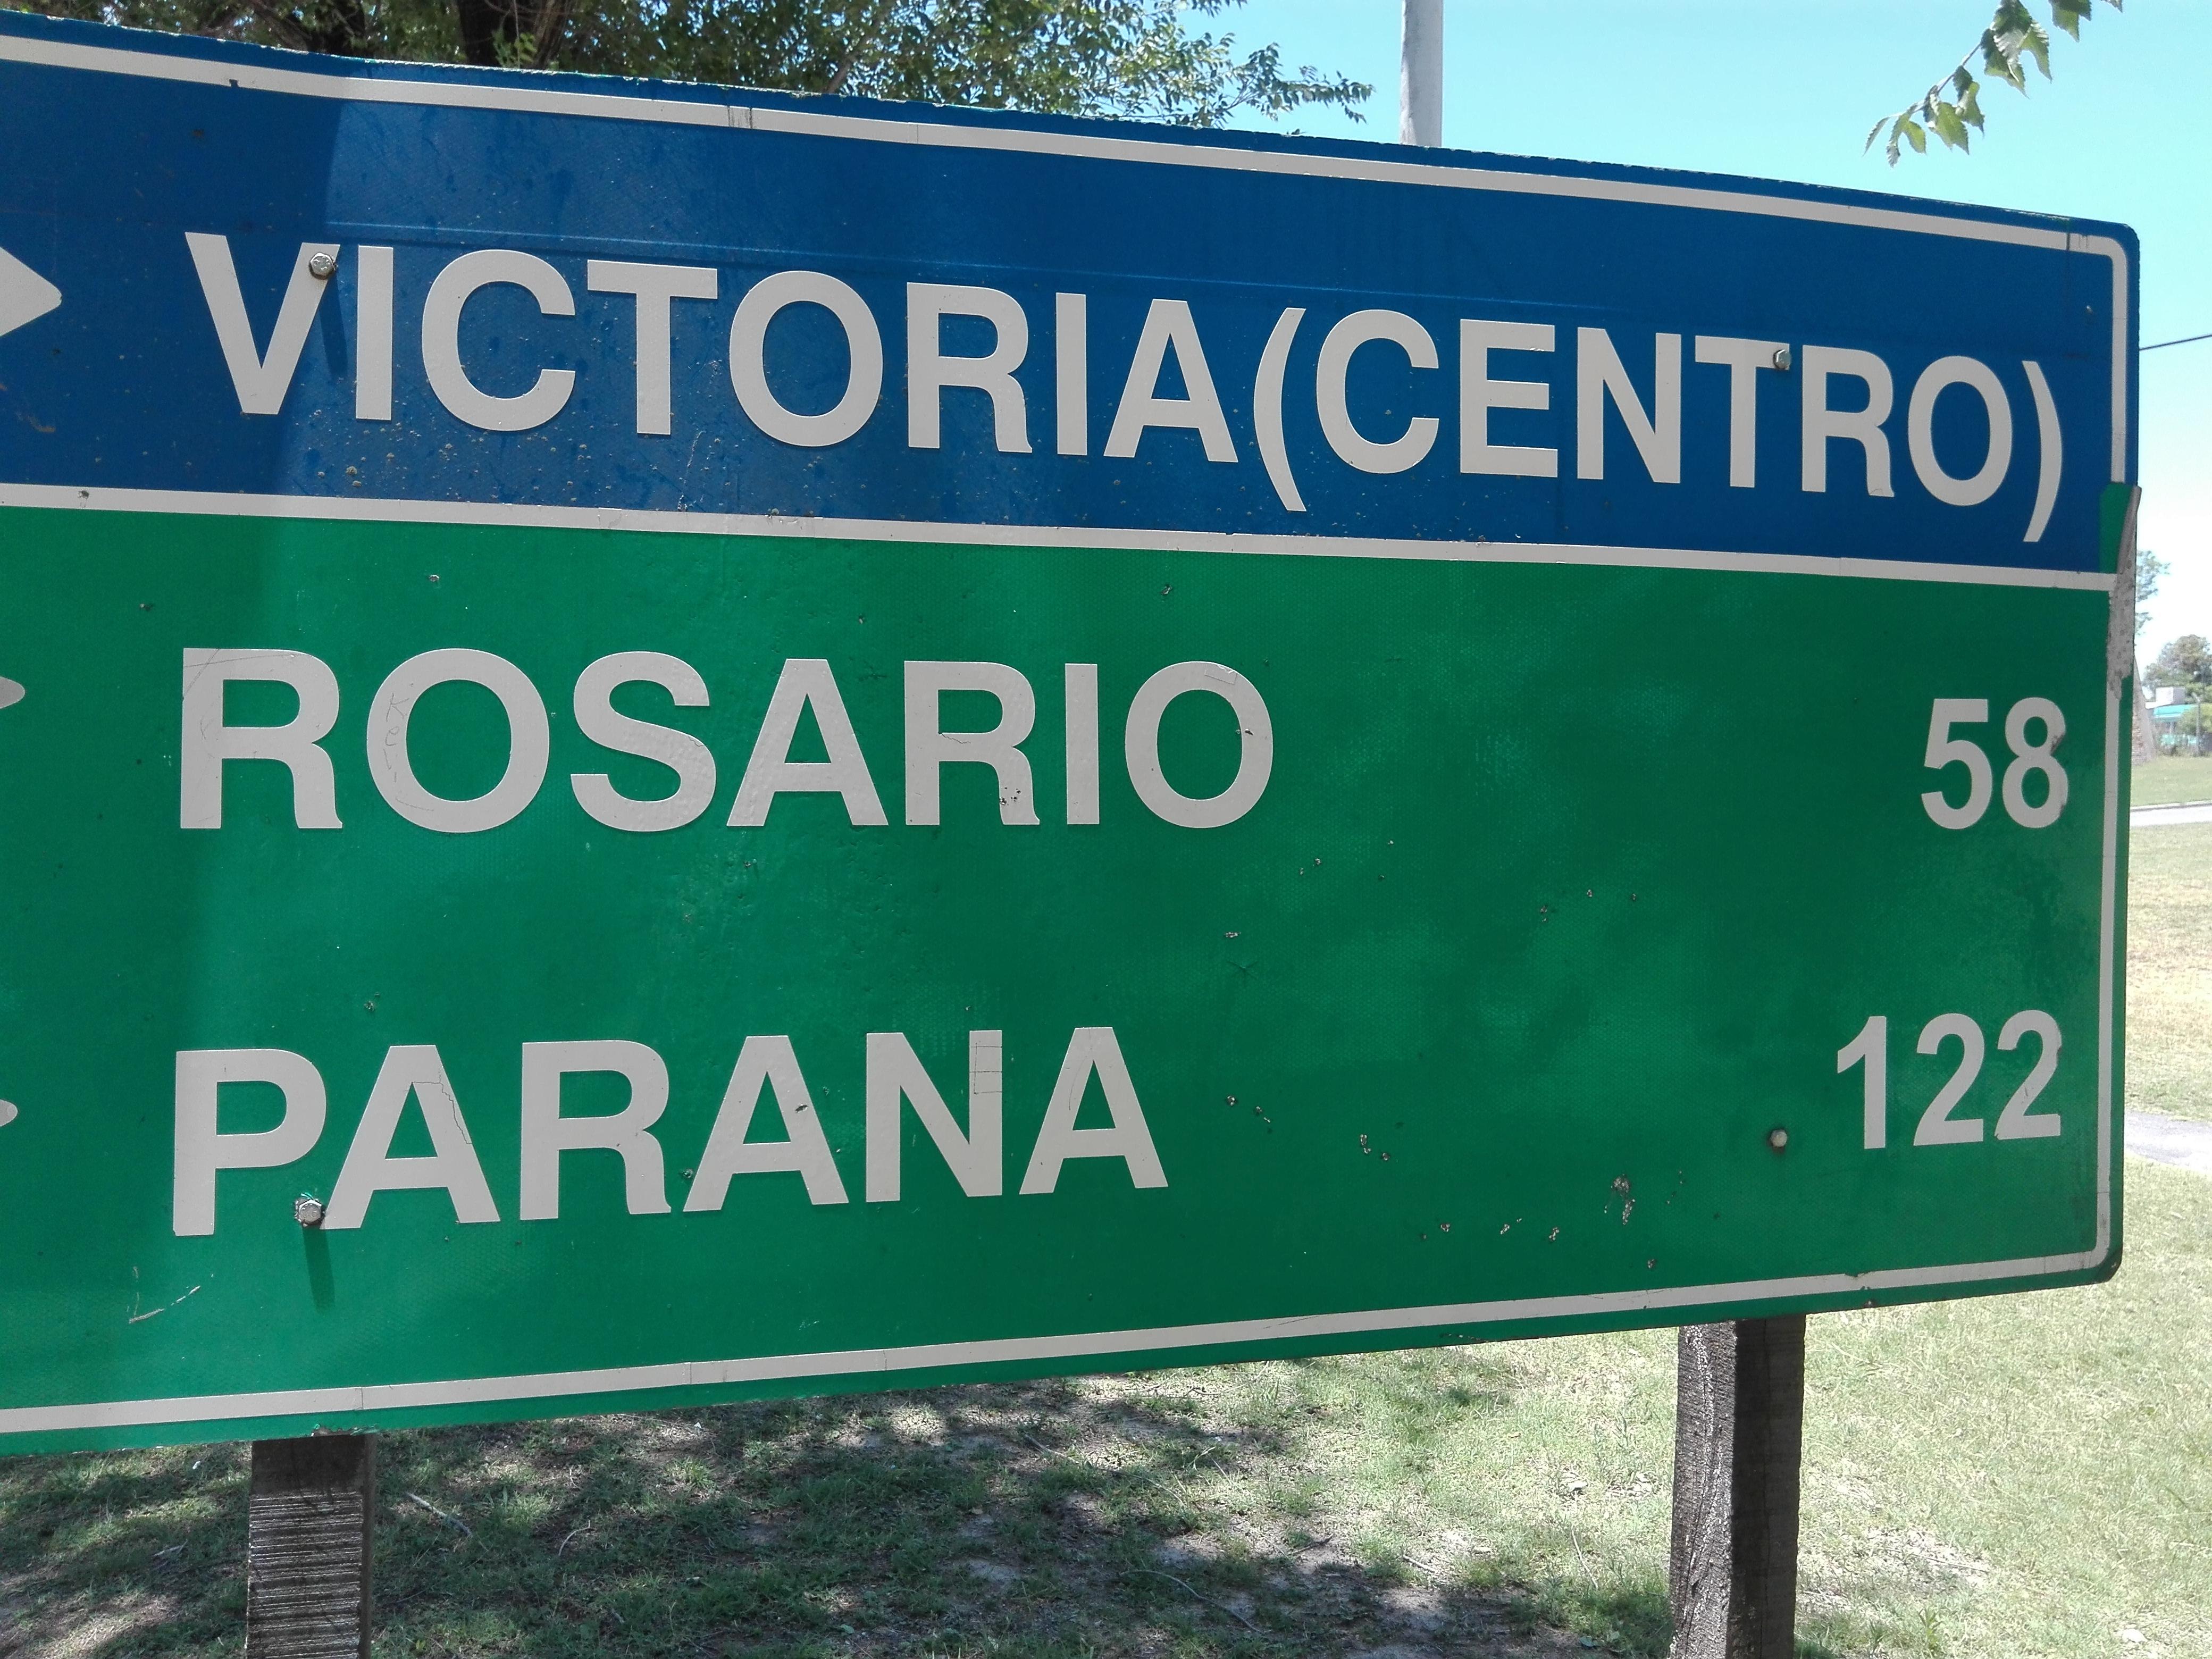 VICTORIA(CENTRO)
ROSARIO 58
PARANA 122